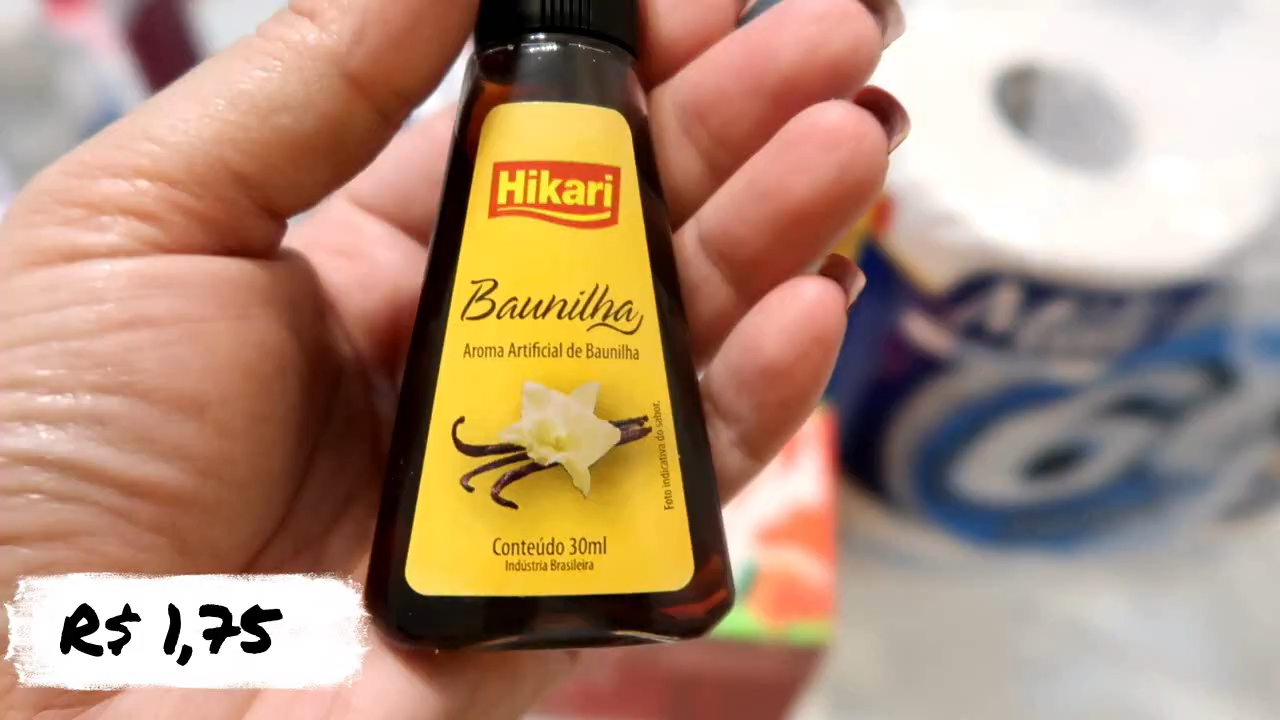 Hikari
Baunilha
Aroma Artificial de Baunilha
Foto indicativa do sabor.
Conteúdo 30ml
Indústria Brasileira
R$ 1,75